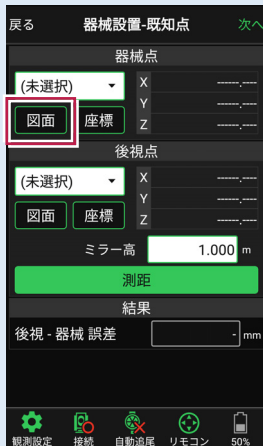 戻る 器械設置-既知点 次へ
器械点
(未選択) X ------.----
Y ------.----
図面 座標 Z ------.----
後視点
(未選択) X ------.----
Y ------.----
図面 座標 Z ------.----
ミラー高 1.000 m
測距
結果
後視 - 器械 誤差 - mm
観測設定 接続 自動追尾 リモコン 50%